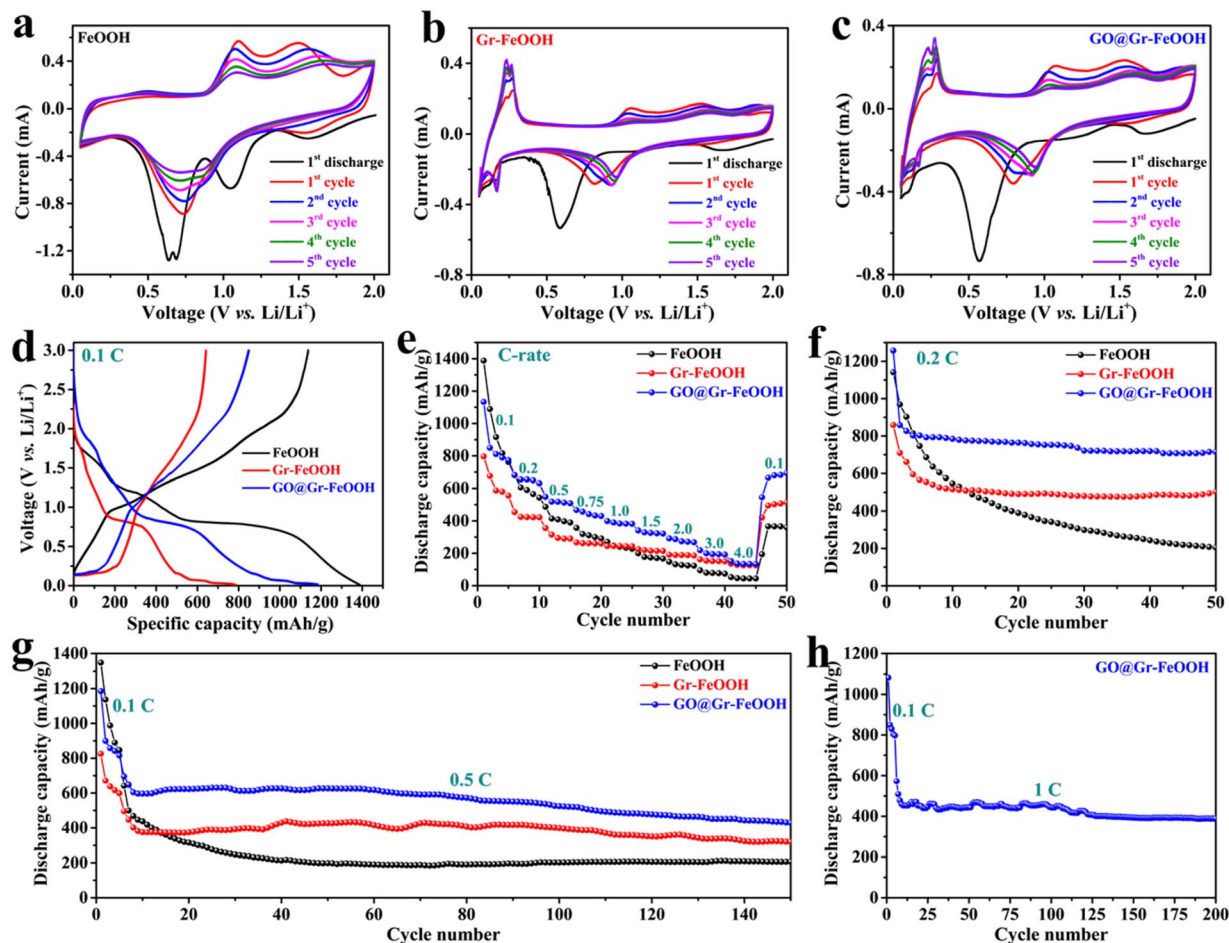 a
FeOOH
0.4
0.0
-0.4
-0.8
-1.2
Current (mA)
1st discharge
1st cycle
2nd cycle
3rd cycle
4th cycle
5th cycle
0.0 0.5 1.0 1.5 2.0
Voltage (V vs. Li/Li+)
b
Gr-FeOOH
0.4
0.0
-0.4
-0.8
Current (mA)
1st discharge
1st cycle
2nd cycle
3rd cycle
4th cycle
5th cycle
0.0 0.5 1.0 1.5 2.0
Voltage (V vs. Li/Li+)
c
GO@Gr-FeOOH
0.4
0.0
-0.4
-0.8
Current (mA)
1st discharge
1st cycle
2nd cycle
3rd cycle
4th cycle
5th cycle
0.0 0.5 1.0 1.5 2.0
Voltage (V vs. Li/Li+)
d
0.1 C
3.0
2.5
2.0
1.5
1.0
0.5
0.0
Voltage (V vs. Li/Li+)
FeOOH
Gr-FeOOH
GO@Gr-FeOOH
0 200 400 600 800 1000 1200 1400
Specific capacity (mAh/g)
e
C-rate
FeOOH
Gr-FeOOH
GO@Gr-FeOOH
1400
1200
1000
800
600
400
200
0
Discharge capacity (mAh/g)
0.1
0.2
0.5
0.75
1.0
1.5
2.0
3.0
4.0
0.1
0 10 20 30 40 50
Cycle number
f
0.2 C
FeOOH
Gr-FeOOH
GO@Gr-FeOOH
1200
1000
800
600
400
200
0
Discharge capacity (mAh/g)
0 10 20 30 40 50
Cycle number
g
FeOOH
Gr-FeOOH
GO@Gr-FeOOH
1400
1200
1000
800
600
400
200
0
Discharge capacity (mAh/g)
0.1 C
0.5 C
0 20 40 60 80 100 120 140
Cycle number
h
GO@Gr-FeOOH
1200
1000
800
600
400
200
0
Discharge capacity (mAh/g)
0.1 C
1 C
0 25 50 75 100 125 150 175 200
Cycle number